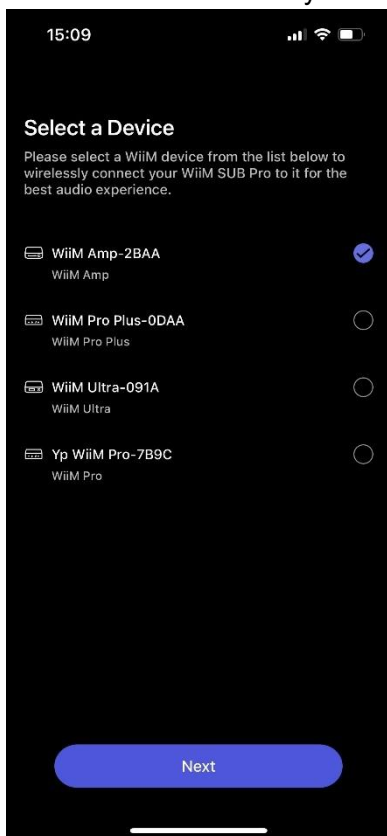 15:09
Select a Device
Please select a WiiM device from the list below to
wirelessly connect your WiiM SUB Pro to it for the
best audio experience.
WiiM Amp-2BAA
WiiM Amp
WiiM Pro Plus-0DAA
WiiM Pro Plus
WiiM Ultra-091A
WiiM Ultra
Yp WiiM Pro-7B9C
WiiM Pro
Next